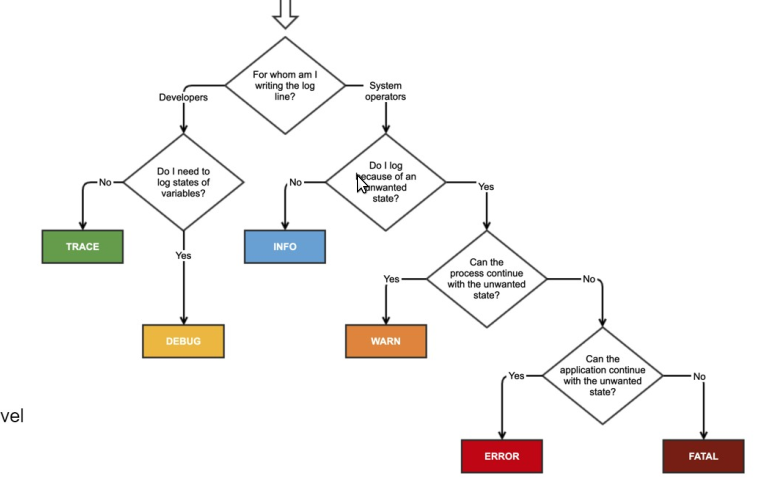 For whom am I
writing the log
line?
Developers
System
operators
Do I need to
log states of
variables?
Do I log
because of an
unwanted
state?
No
No
Yes
TRACE
INFO
Yes
Can the
process continue
with the unwanted
state?
Yes
No
DEBUG
WARN
Can the
application continue
with the unwanted
state?
Yes
No
vel
ERROR
FATAL